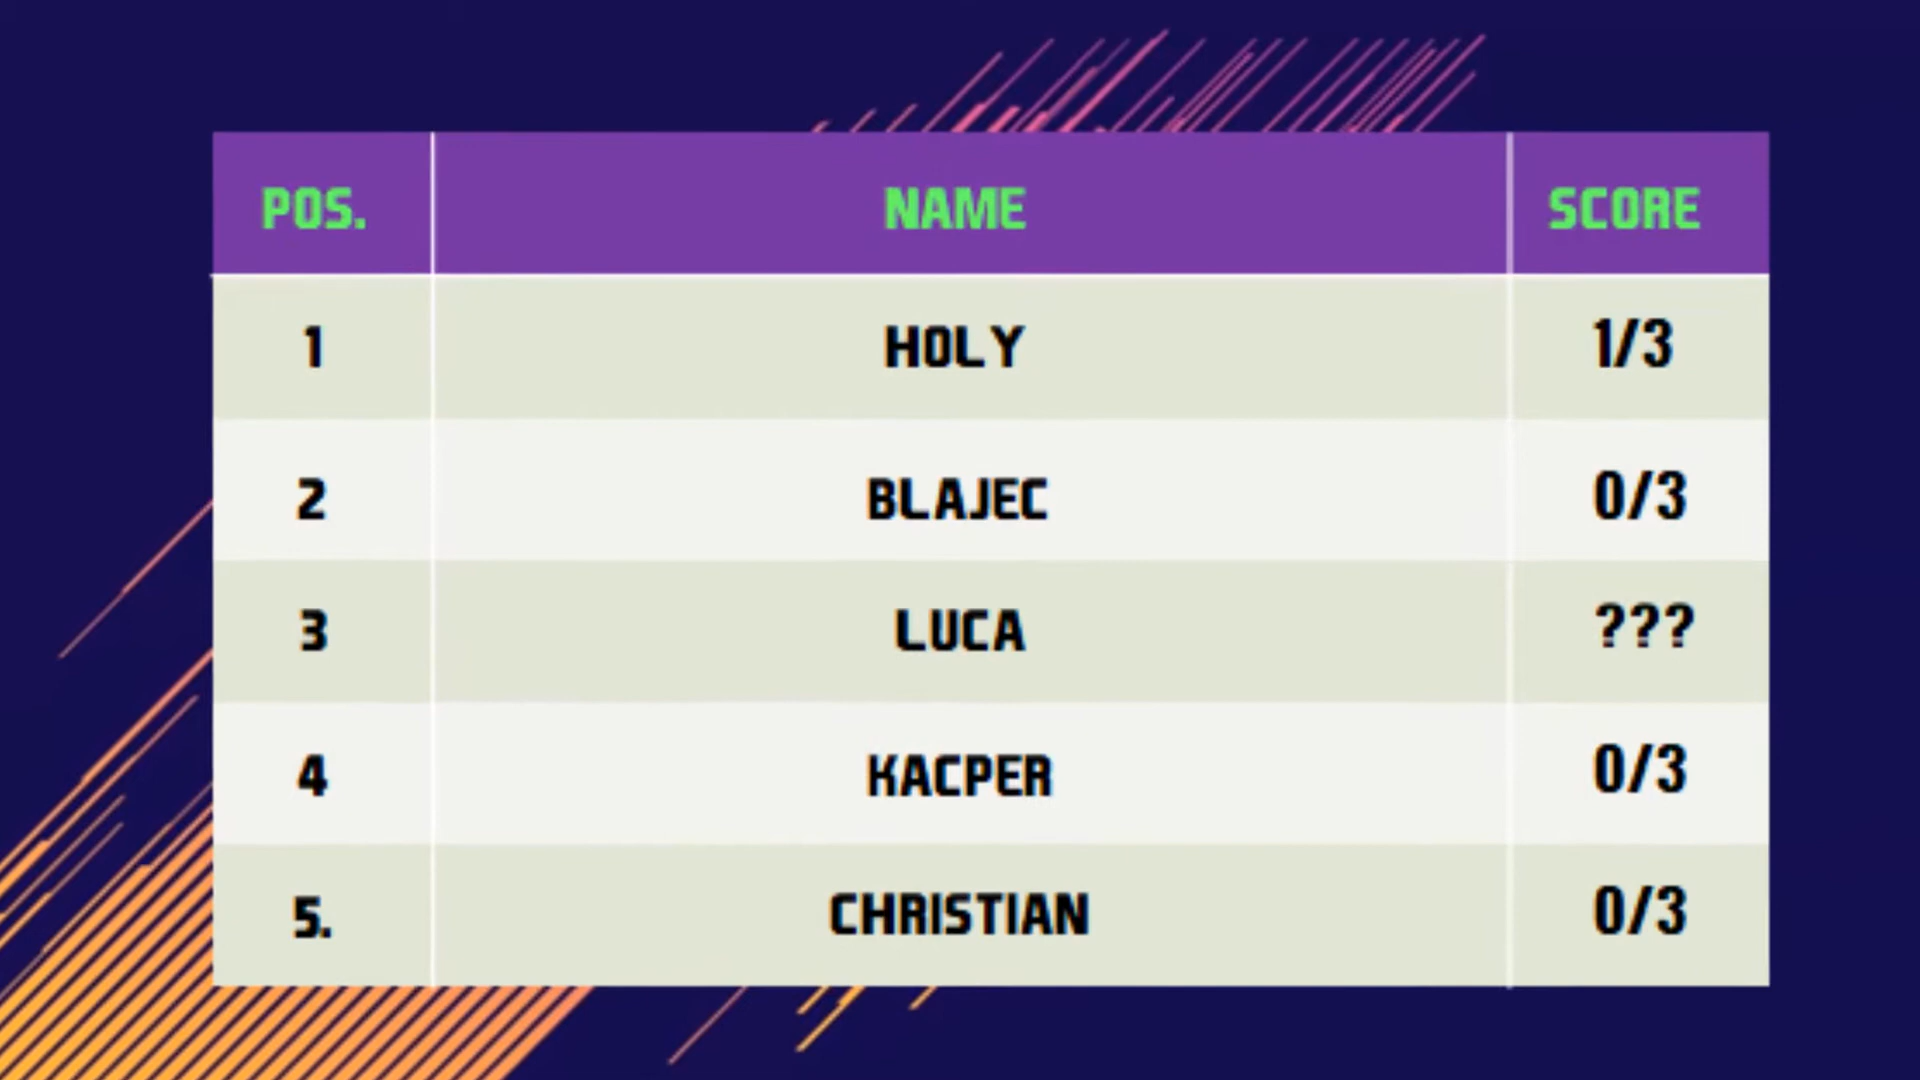 POS. NAME SCORE
1 HOLY 1/3
2 BLAJEC 0/3
3 LUCA ???
4 KACPER 0/3
5. CHRISTIAN 0/3